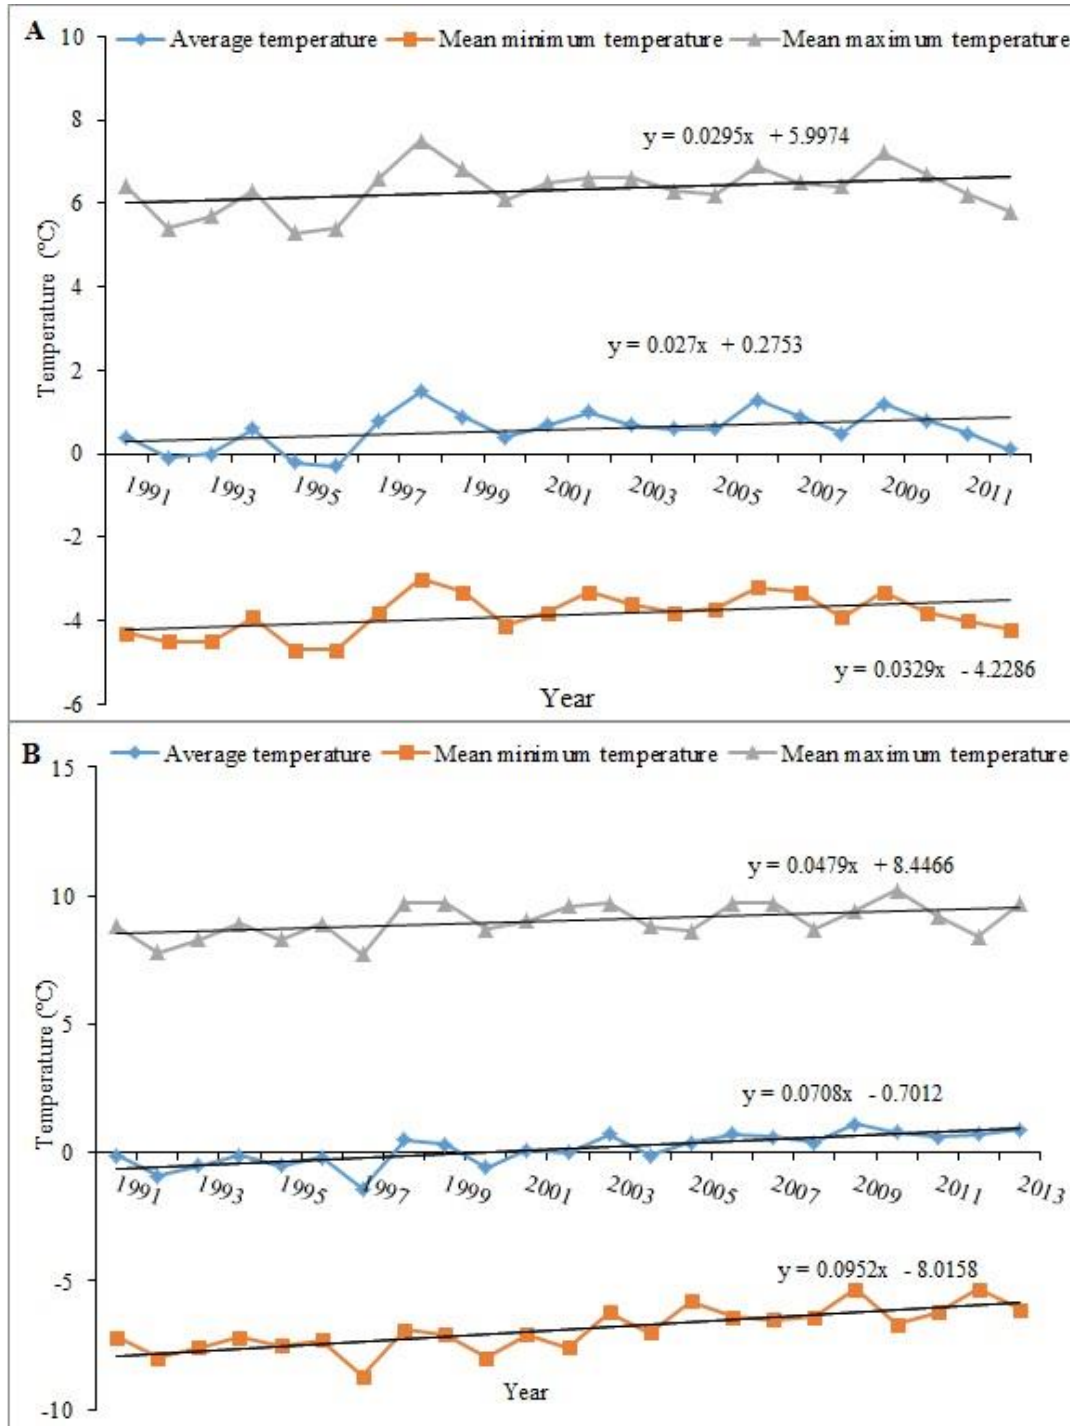 A
Average temperature Mean minimum temperature Mean maximum temperature
10
8
6
4
2
0
-2
-4
-6
Temperature (°C)
y = 0.0295x + 5.9974
y = 0.027x + 0.2753
1991 1993 1995 1997 1999 2001 2003 2005 2007 2009 2011
y = 0.0329x - 4.2286
Year
B
Average temperature Mean minimum temperature Mean maximum temperature
15
10
5
0
-5
-10
Temperature (°C)
y = 0.0479x + 8.4466
y = 0.0708x - 0.7012
1991 1993 1995 1997 1999 2001 2003 2005 2007 2009 2011 2013
y = 0.0952x - 8.0158
Year